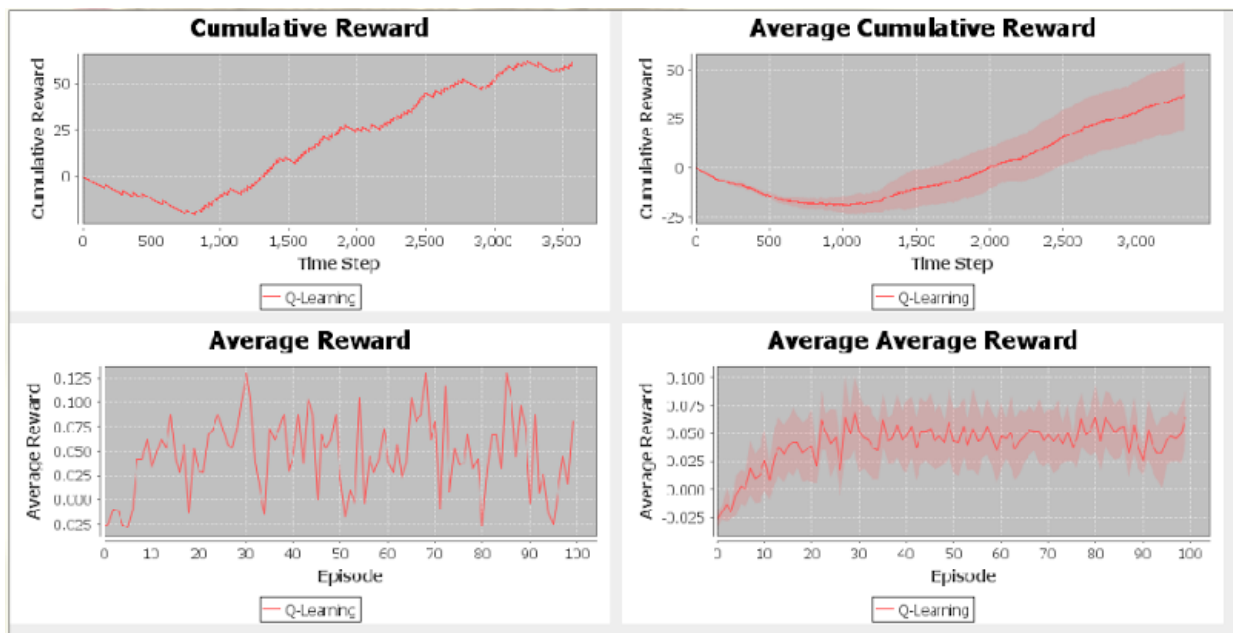 Cumulative Reward
Cumulative Reward
50
25
0
0 500 1,000 1,500 2,000 2,500 3,000 3,500
Time Step
Q-Learning
Average Cumulative Reward
Cumulative Reward
50
25
0
-25
0 500 1,000 1,500 2,000 2,500 3,000
Time Step
Q-Learning
Average Reward
Average Reward
0.125
0.100
0.075
0.050
0.025
0.000
0.025
0 10 20 30 40 50 60 70 80 90 100
Episode
Q-Learning
Average Average Reward
Average Reward
0.100
0.075
0.050
0.025
0.000
-0.025
0 10 20 30 40 50 60 70 80 90 100
Episode
Q-Learning